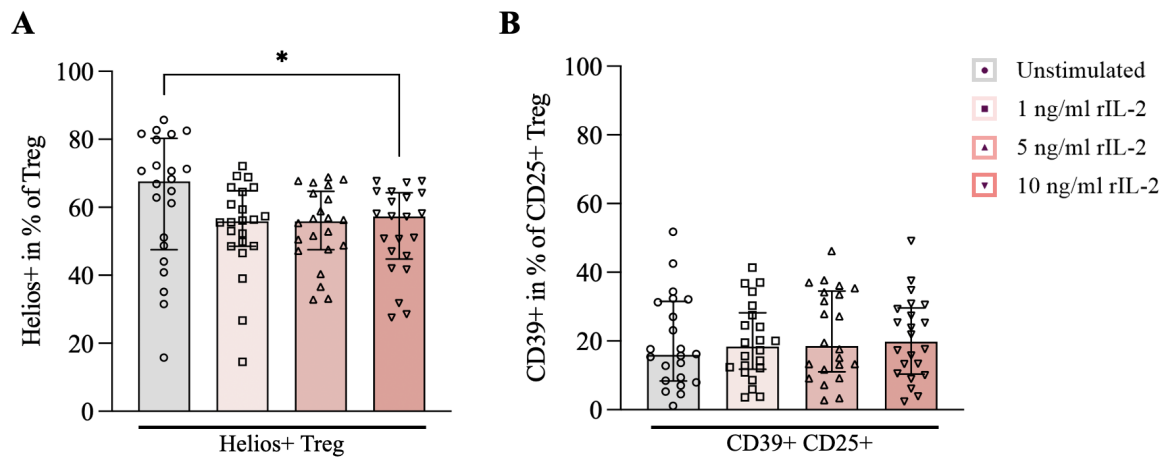 A
Helios+ in % of Treg
100
80
60
40
20
0
*
Helios+ Treg
B
CD39+ in % of CD25+ Treg
100
80
60
40
20
0
CD39+ CD25+
Unstimulated
1 ng/ml rIL-2
5 ng/ml rIL-2
10 ng/ml rIL-2